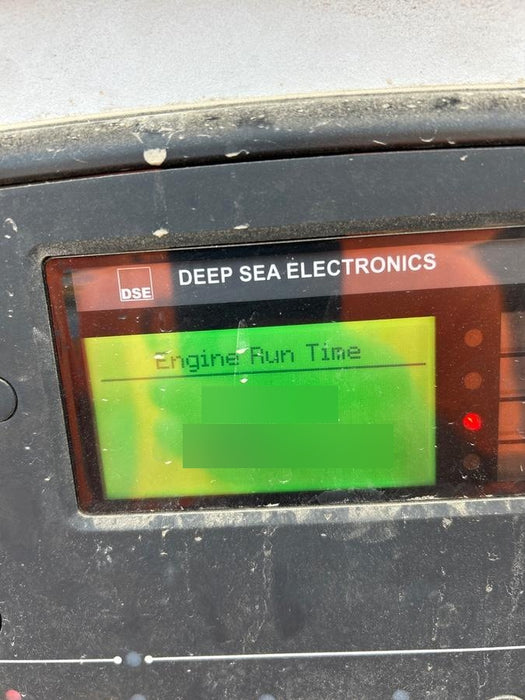 DSE
DEEP SEA ELECTRONICS
Engine Run Time